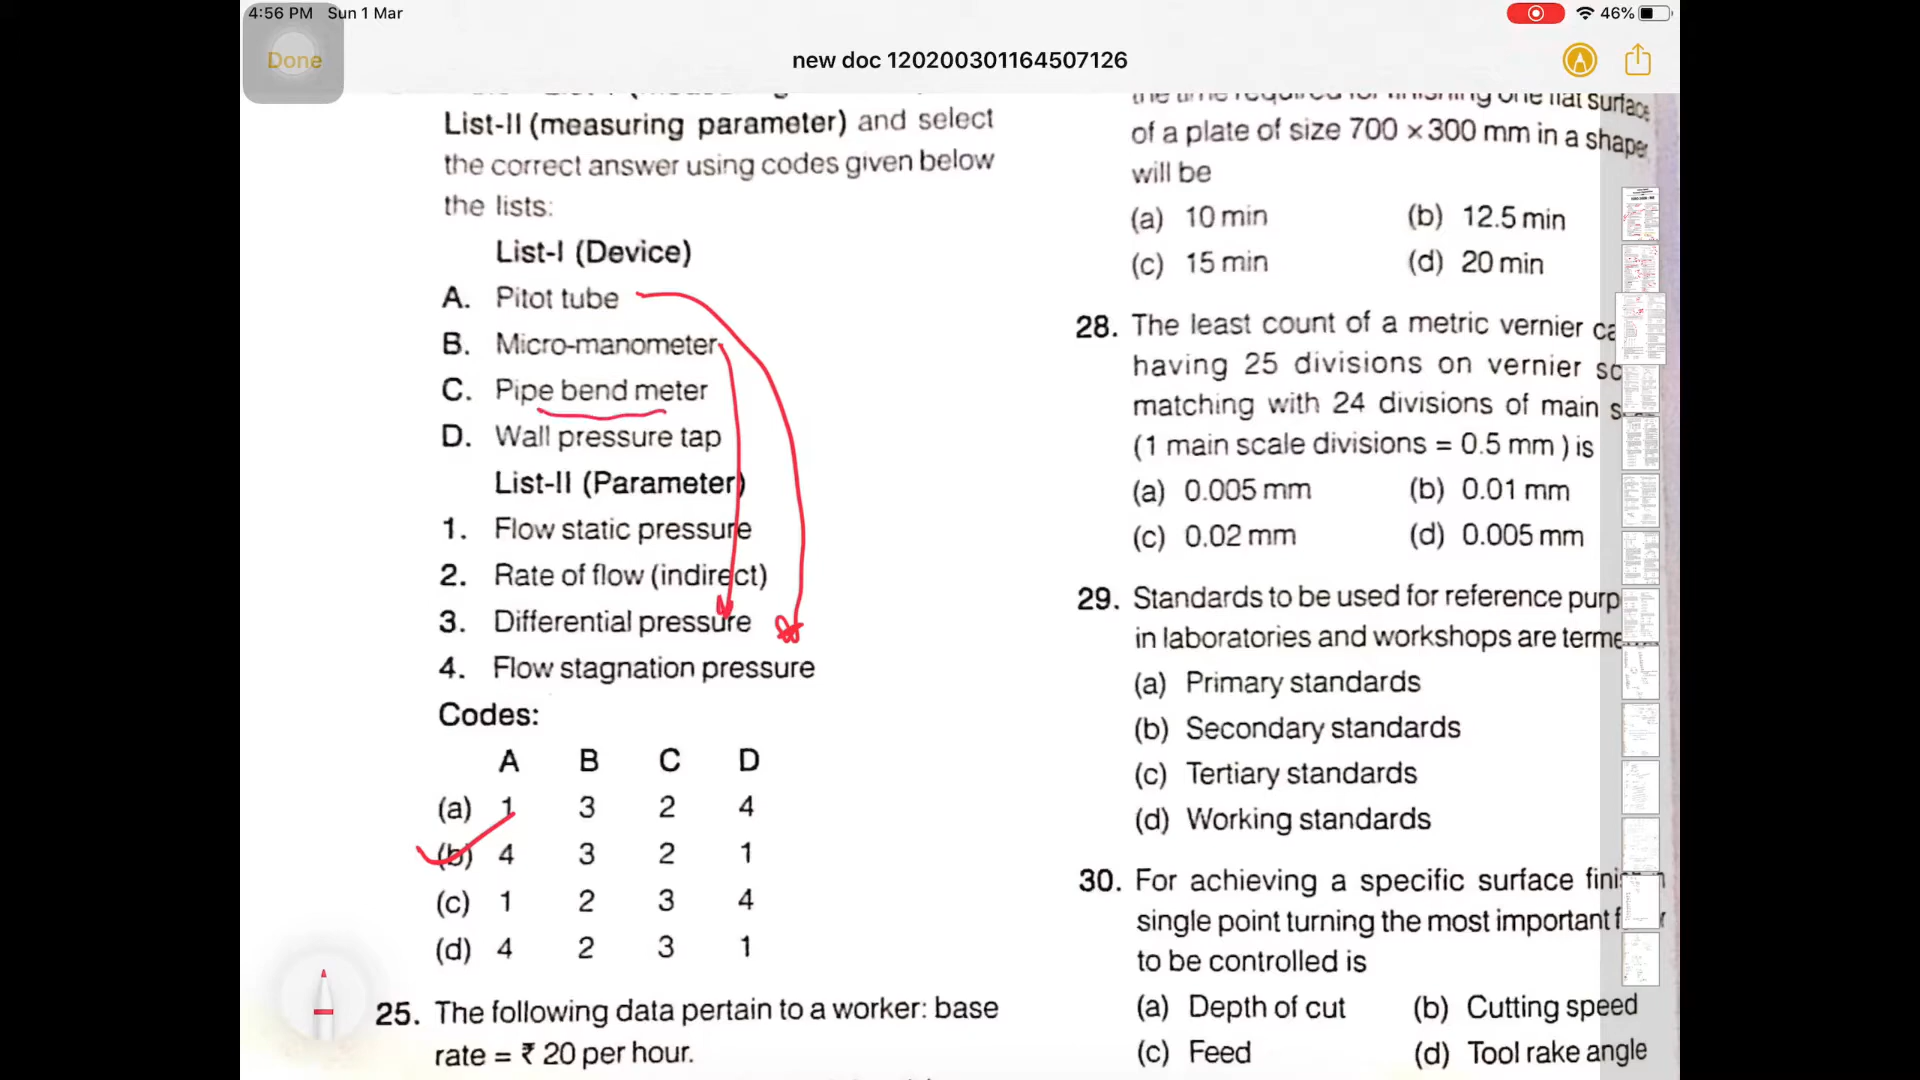 4:56 PM Sun 1 Mar
46%
Done
new doc 120200301164507126
List-II (measuring parameter) and select
the correct answer using codes given below
the lists:
List-I (Device)
A. Pitot tube
B. Micro-manometer
C. Pipe bend meter
D. Wall pressure tap
List-II (Parameter)
1. Flow static pressure
2. Rate of flow (indirect)
3. Differential pressure
4. Flow stagnation pressure
Codes:
A B C D
(a) 1 3 2 4
(b) 4 3 2 1
(c) 1 2 3 4
(d) 4 2 3 1
25. The following data pertain to a worker: base
rate = ₹ 20 per hour.
the time required for finishing one flat surface
of a plate of size 700 × 300 mm in a shaper
will be
(a) 10 min (b) 12.5 min
(c) 15 min (d) 20 min
28. The least count of a metric vernier
having 25 divisions on vernier
matching with 24 divisions of main
(1 main scale divisions = 0.5 mm ) is
(a) 0.005 mm (b) 0.01 mm
(c) 0.02 mm (d) 0.005 mm
29. Standards to be used for reference
in laboratories and workshops are
(a) Primary standards
(b) Secondary standards
(c) Tertiary standards
(d) Working standards
30. For achieving a specific surface
single point turning the most important
to be controlled is
(a) Depth of cut (b) Cutting speed
(c) Feed (d) Tool rake angle